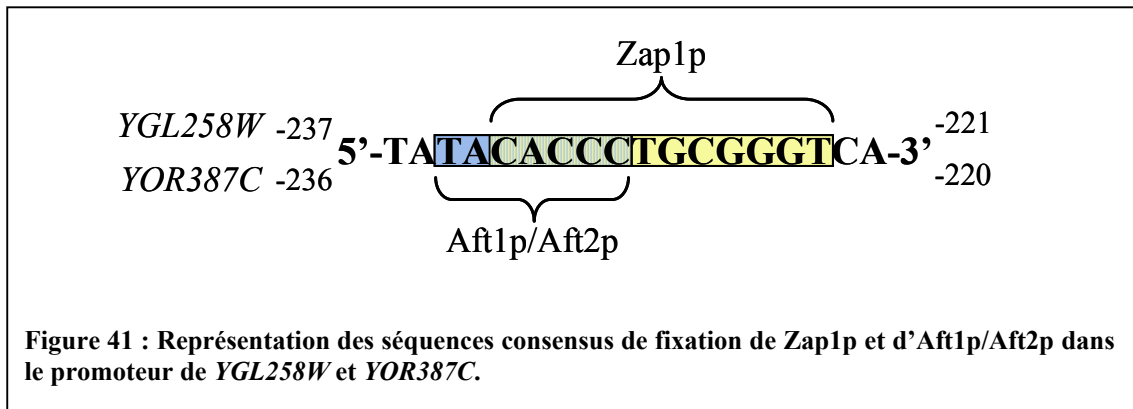 Zap1p
YGL258W -237 5’-TATACACCCTGCGGGTCA-3’ -221
YOR387C -236 -220
Aft1p/Aft2p
Figure 41 : Représentation des séquences consensus de fixation de Zap1p et d’Aft1p/Aft2p dans
le promoteur de YGL258W et YOR387C.